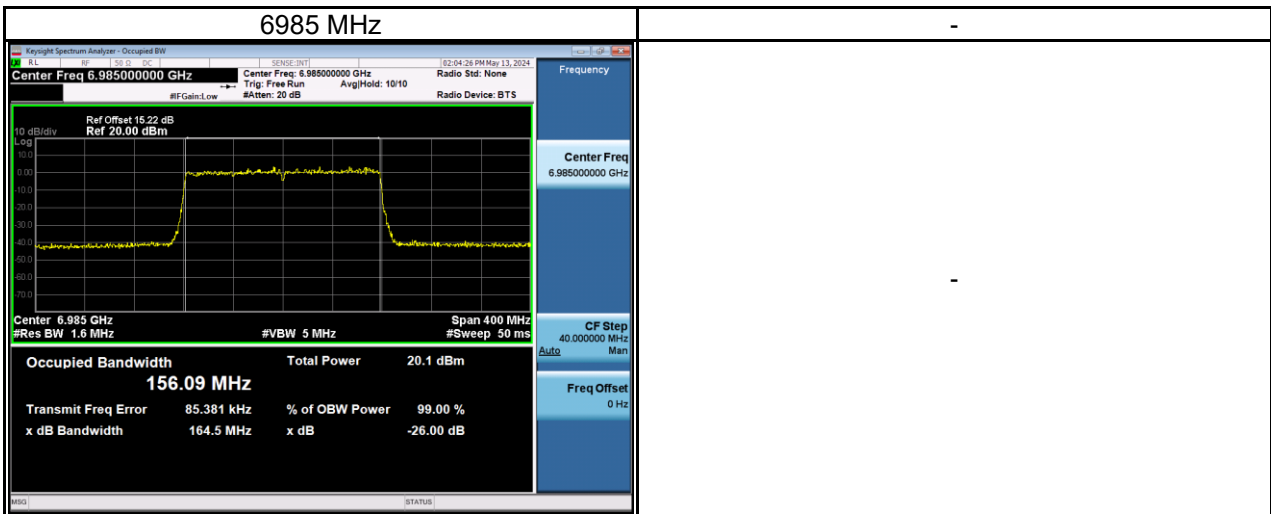 6985 MHz -
Keysight Spectrum Analyzer - Occupied BW
RL RF 50 Ω DC SENSE:INT 02:04:26 PM May 13, 2024
Center Freq 6.985000000 GHz Center Freq: 6.985000000 GHz Radio Std: None Frequency
Trig: Free Run Avg|Hold: 10/10
#IFGain:Low #Atten: 20 dB Radio Device: BTS
Ref Offset 15.22 dB
10 dB/div Ref 20.00 dBm
Log
10.0
0.00
-10.0
-20.0
-30.0
-40.0
-50.0
-60.0
-70.0
Center Freq
6.985000000 GHz
Center 6.985 GHz Span 400 MHz
#Res BW 1.6 MHz #VBW 5 MHz #Sweep 50 ms
CF Step
40.000000 MHz
Auto Man
Occupied Bandwidth Total Power 20.1 dBm
156.09 MHz
Freq Offset
0 Hz
Transmit Freq Error 85.381 kHz % of OBW Power 99.00 %
x dB Bandwidth 164.5 MHz x dB -26.00 dB
MSG STATUS
-